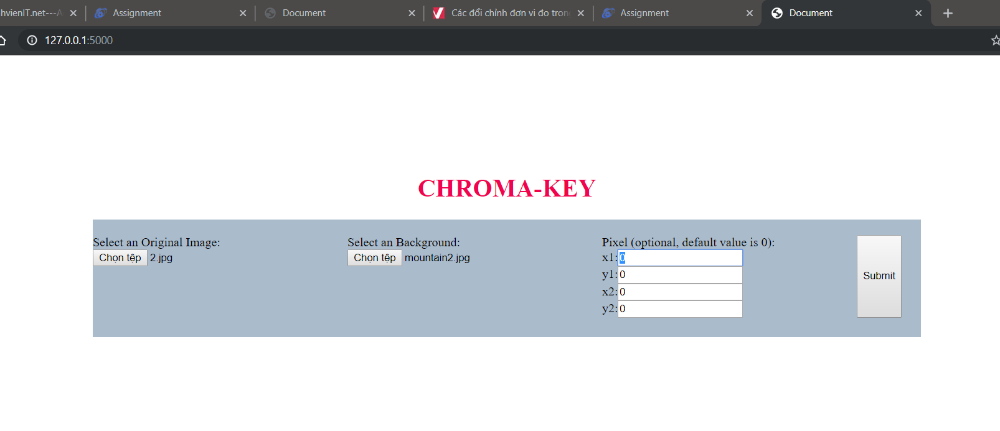 hvienIT.net---A
Assignment
Document
Các đổi chỉnh đơn vi đo tron
Assignment
Document
127.0.0.1:5000
CHROMA-KEY
Select an Original Image:
Chọn tệp 2.jpg
Select an Background:
Chọn tệp mountain2.jpg
Pixel (optional, default value is 0):
x1: 0
y1: 0
x2: 0
y2: 0
Submit